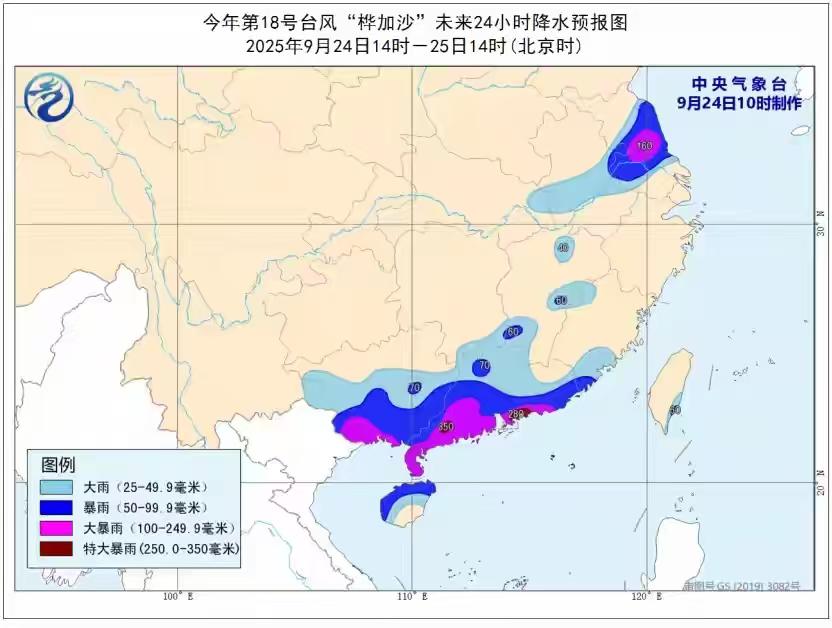 今年第18号台风“桦加沙”未来24小时降水预报图
2025年9月24日14时—25日14时(北京时)
中央气象台
9月24日10时制作
160
30° N
40
60
60
70
70
280
350
60
20° N
图例
大雨（25-49.9毫米）
暴雨（50-99.9毫米）
大暴雨（100-249.9毫米）
特大暴雨(250.0-350毫米)
审图号GS (2019) 3082号
100° E
110° E
120° E